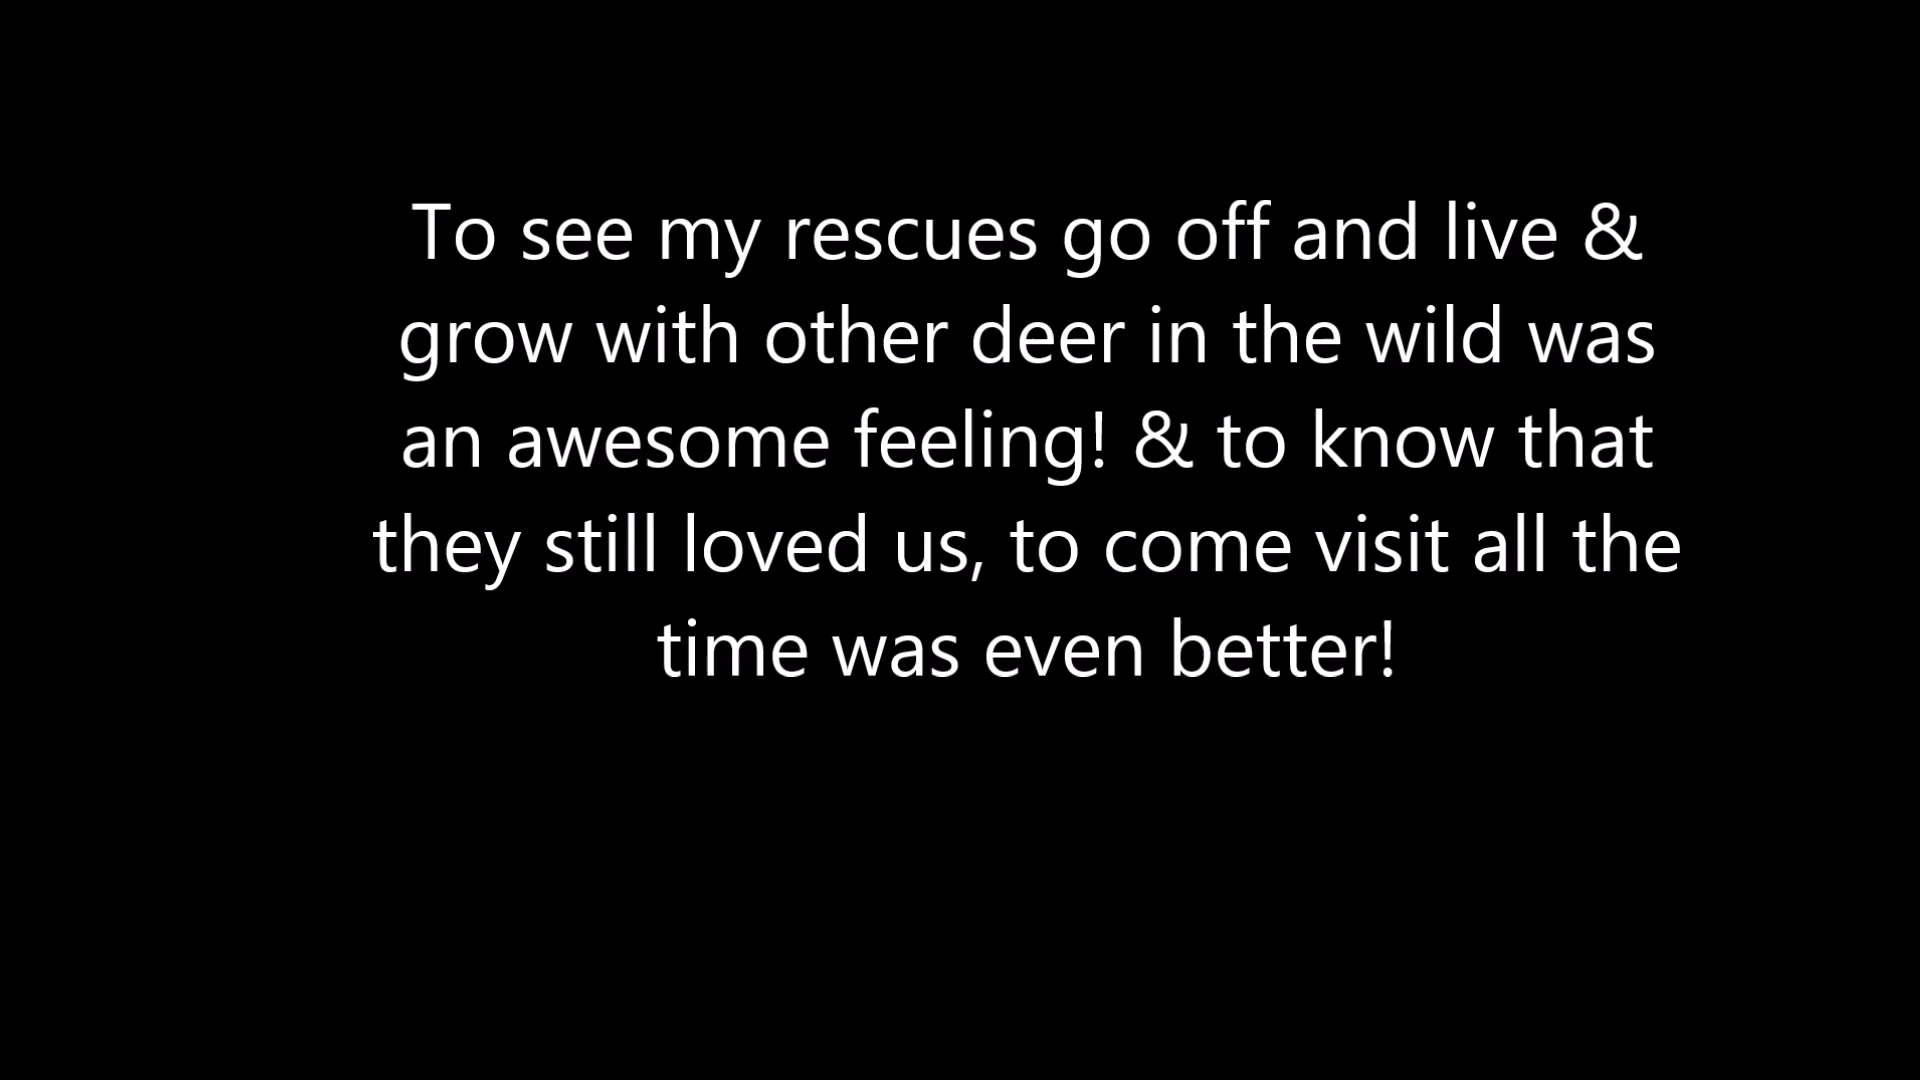 To see my rescues go off and live &
grow with other deer in the wild was
an awesome feeling! & to know that
they still loved us, to come visit all the
time was even better!